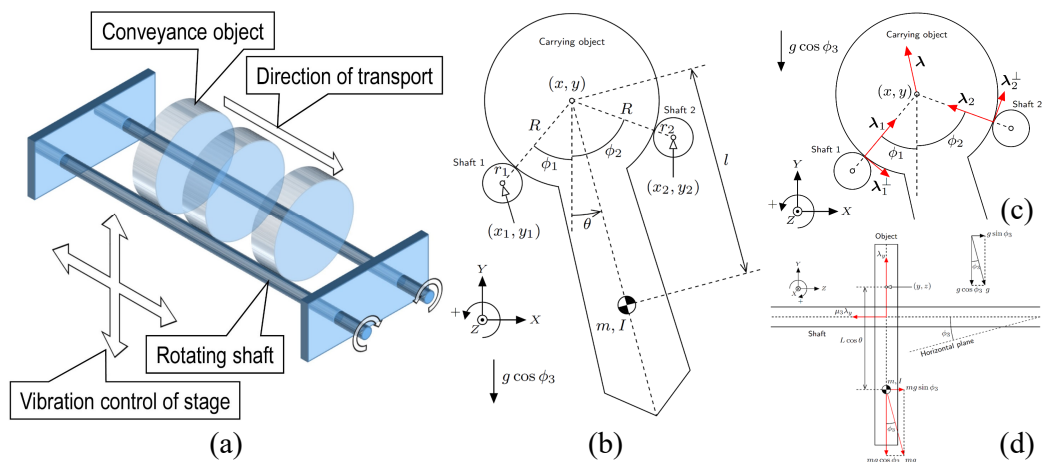 Conveyance object
Direction of transport
Rotating shaft
Vibration control of stage
(a)
Carrying object
(x, y)
R
R
r₁
r₂
ϕ₁
ϕ₂
Shaft 1
Shaft 2
(x₁, y₁)
(x₂, y₂)
l
θ
Y
+
Z
X
m, I
g cos ϕ₃
(b)
g cos ϕ₃
Carrying object
λ
(x, y)
λ₁
λ₂
λ₂⊥
Shaft 2
Shaft 1
ϕ₁
ϕ₂
λ₁⊥
Y
+
Z
X
(c)
Object
λy
g sin ϕ₃
ϕ₃
g cos ϕ₃
g
Y
X
Z
+
(y, z)
μ₃λy
Shaft
L cos θ
ϕ₃
Horizontal plane
m, I
mg sin ϕ₃
ϕ₃
mg cos ϕ₃
mg
(d)